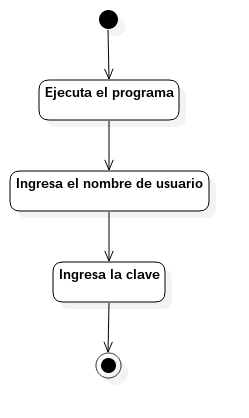 Ejecuta el programa
Ingresa el nombre de usuario
Ingresa la clave